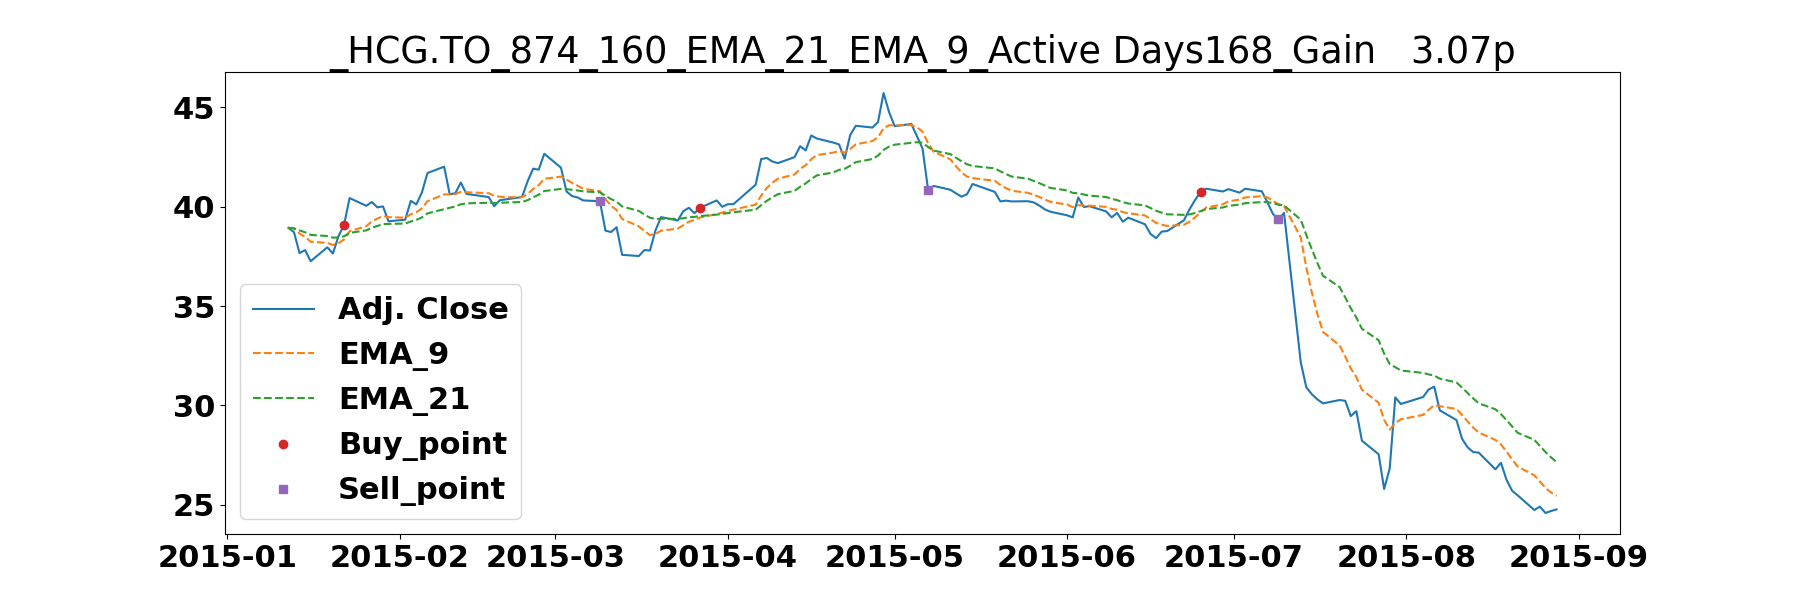 _HCG.TO_874_160_EMA_21_EMA_9_Active Days168_Gain   3.07p
45
40
35
30
25
Adj. Close
EMA_9
EMA_21
Buy_point
Sell_point
2015-01 2015-02 2015-03 2015-04 2015-05 2015-06 2015-07 2015-08 2015-09